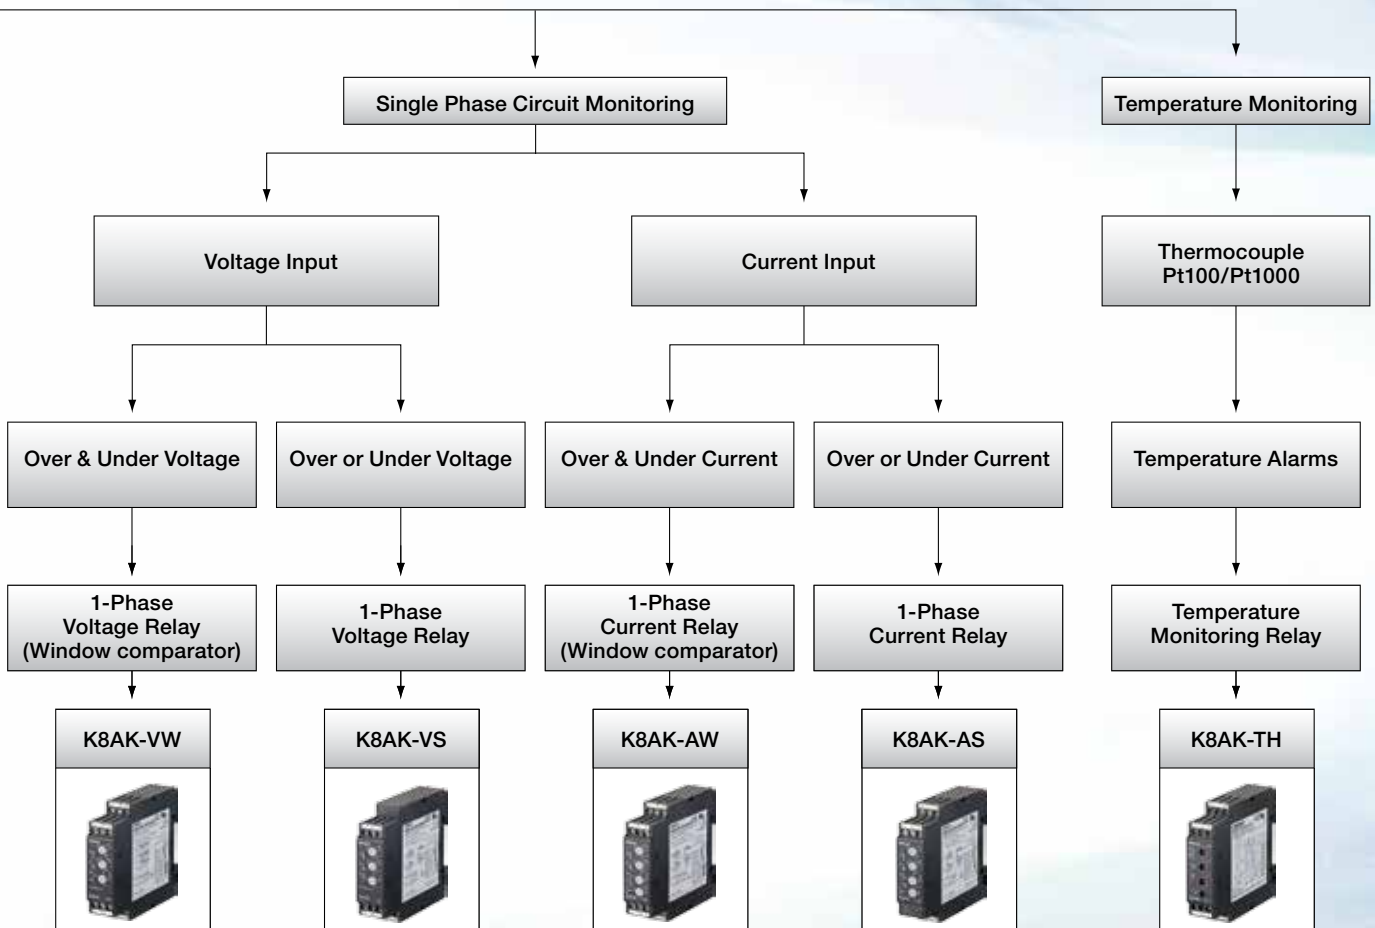 Single Phase Circuit Monitoring
Temperature Monitoring
Voltage Input
Current Input
Thermocouple
Pt100/Pt1000
Over & Under Voltage
Over or Under Voltage
Over & Under Current
Over or Under Current
Temperature Alarms
1-Phase
Voltage Relay
(Window comparator)
1-Phase
Voltage Relay
1-Phase
Current Relay
(Window comparator)
1-Phase
Current Relay
Temperature
Monitoring Relay
K8AK-VW
K8AK-VS
K8AK-AW
K8AK-AS
K8AK-TH